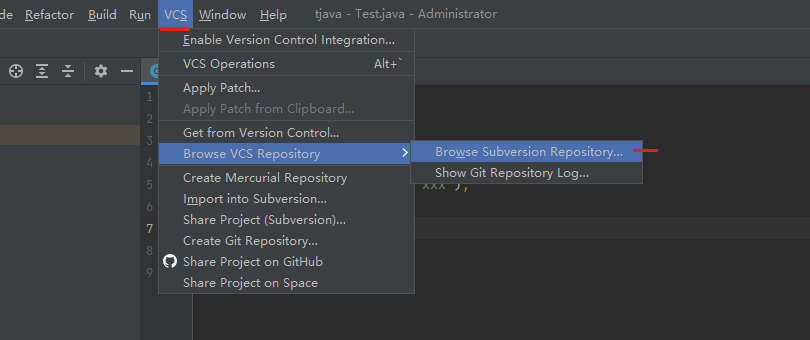 de Refactor Build Run VCS Window Help tjava - Test.java - Administrator
Enable Version Control Integration...
VCS Operations Alt+`
1
Apply Patch...
2
Apply Patch from Clipboard...
3
Get from Version Control...
4
Browse VCS Repository
Browse Subversion Repository...
5
Create Mercurial Repository
Show Git Repository Log...
xxx");
6
Import into Subversion...
Share Project (Subversion)...
7
Create Git Repository...
8
Share Project on GitHub
9
Share Project on Space